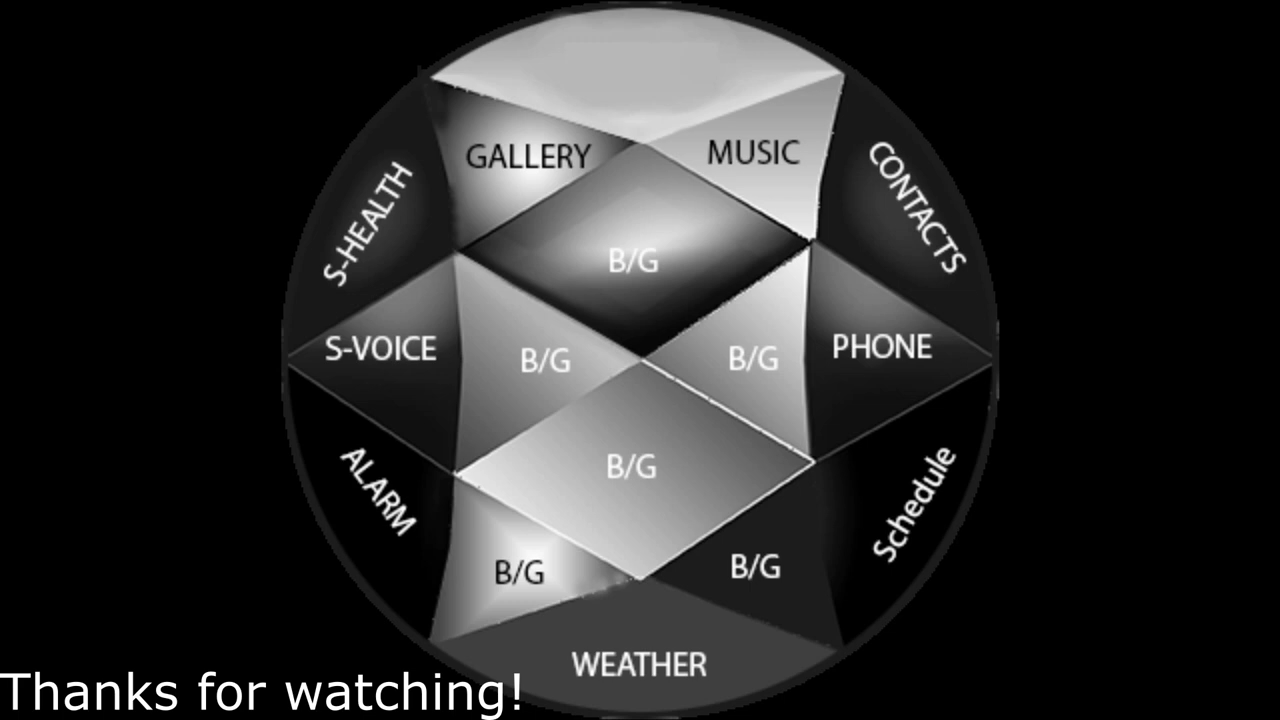 GALLERY
MUSIC
S-HEALTH
CONTACTS
B/G
S-VOICE
B/G
B/G
PHONE
B/G
ALARM
Schedule
B/G
B/G
WEATHER
Thanks for watching!